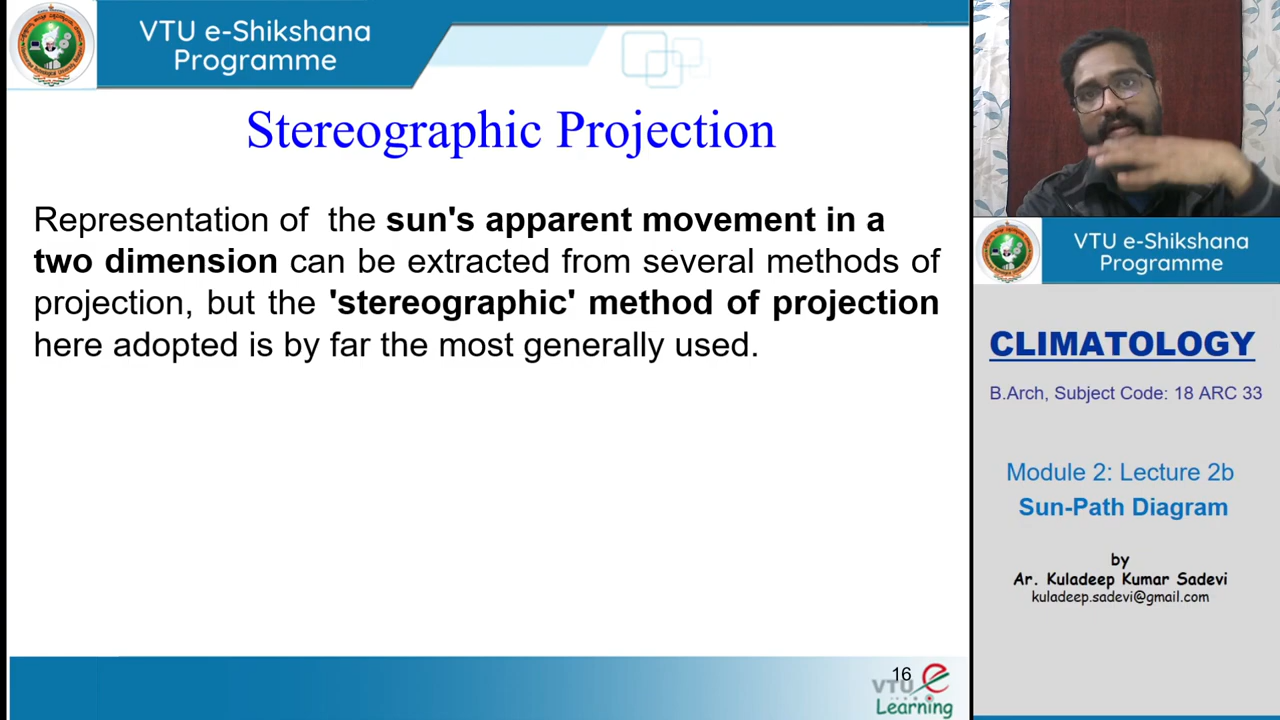 VTU e-Shikshana
Programme
Stereographic Projection
Representation of the sun's apparent movement in a
two dimension can be extracted from several methods of
projection, but the 'stereographic' method of projection
here adopted is by far the most generally used.
16
VTU e
Learning
VTU e-Shikshana
Programme
CLIMATOLOGY
B.Arch, Subject Code: 18 ARC 33
Module 2: Lecture 2b
Sun-Path Diagram
by
Ar. Kuladeep Kumar Sadevi
kuladeep.sadevi@gmail.com